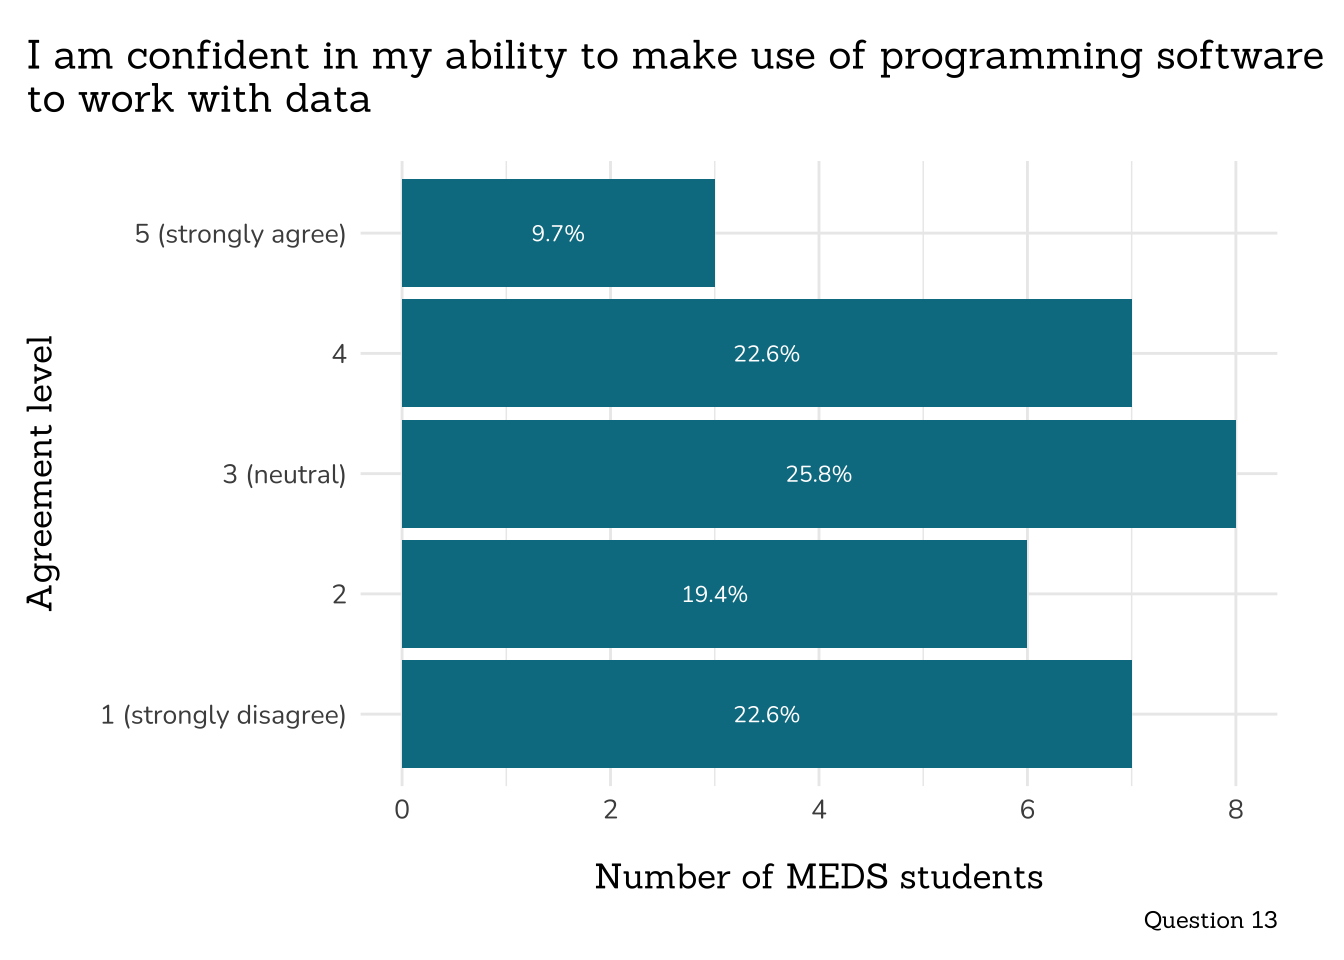 I am confident in my ability to make use of programming software
to work with data
Agreement level
5 (strongly agree)
9.7%
4
22.6%
3 (neutral)
25.8%
2
19.4%
1 (strongly disagree)
22.6%
0 2 4 6 8
Number of MEDS students
Question 13